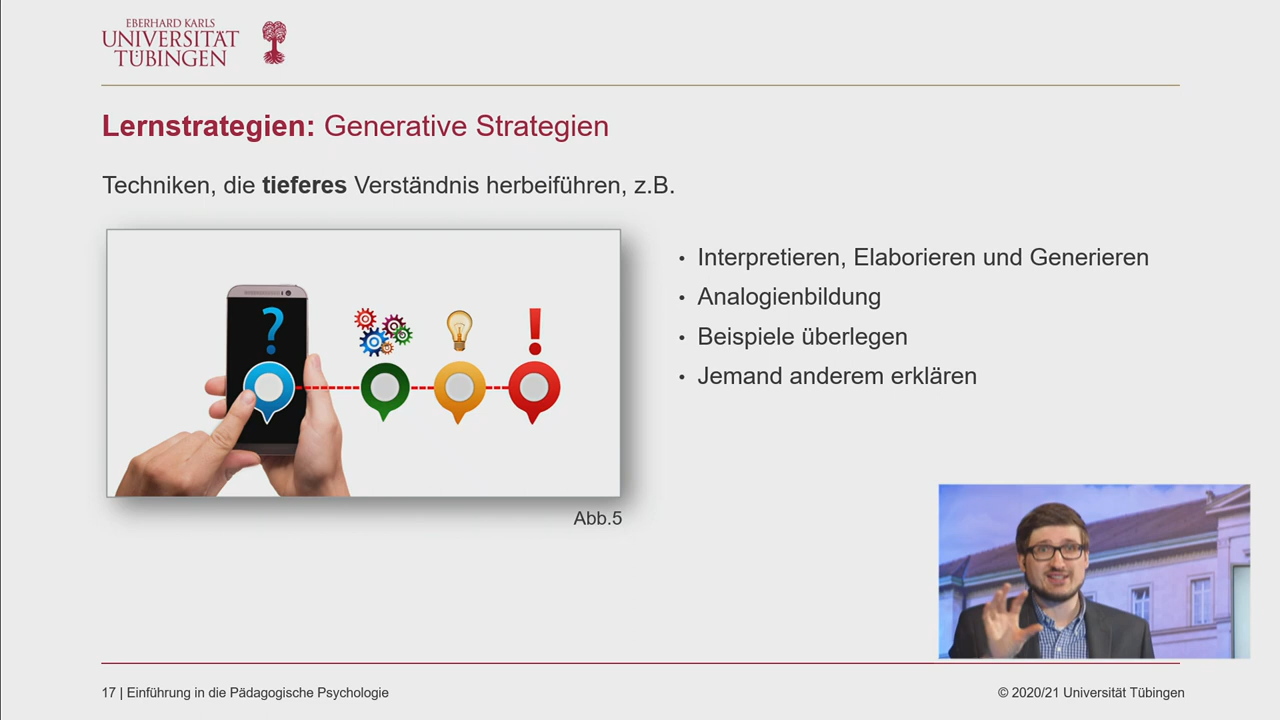 EBERHARD KARLS
UNIVERSITÄT
TÜBINGEN
Lernstrategien: Generative Strategien
Techniken, die tieferes Verständnis herbeiführen, z.B.
?
!
• Interpretieren, Elaborieren und Generieren
• Analogienbildung
• Beispiele überlegen
• Jemand anderem erklären
Abb.5
17 | Einführung in die Pädagogische Psychologie
© 2020/21 Universität Tübingen